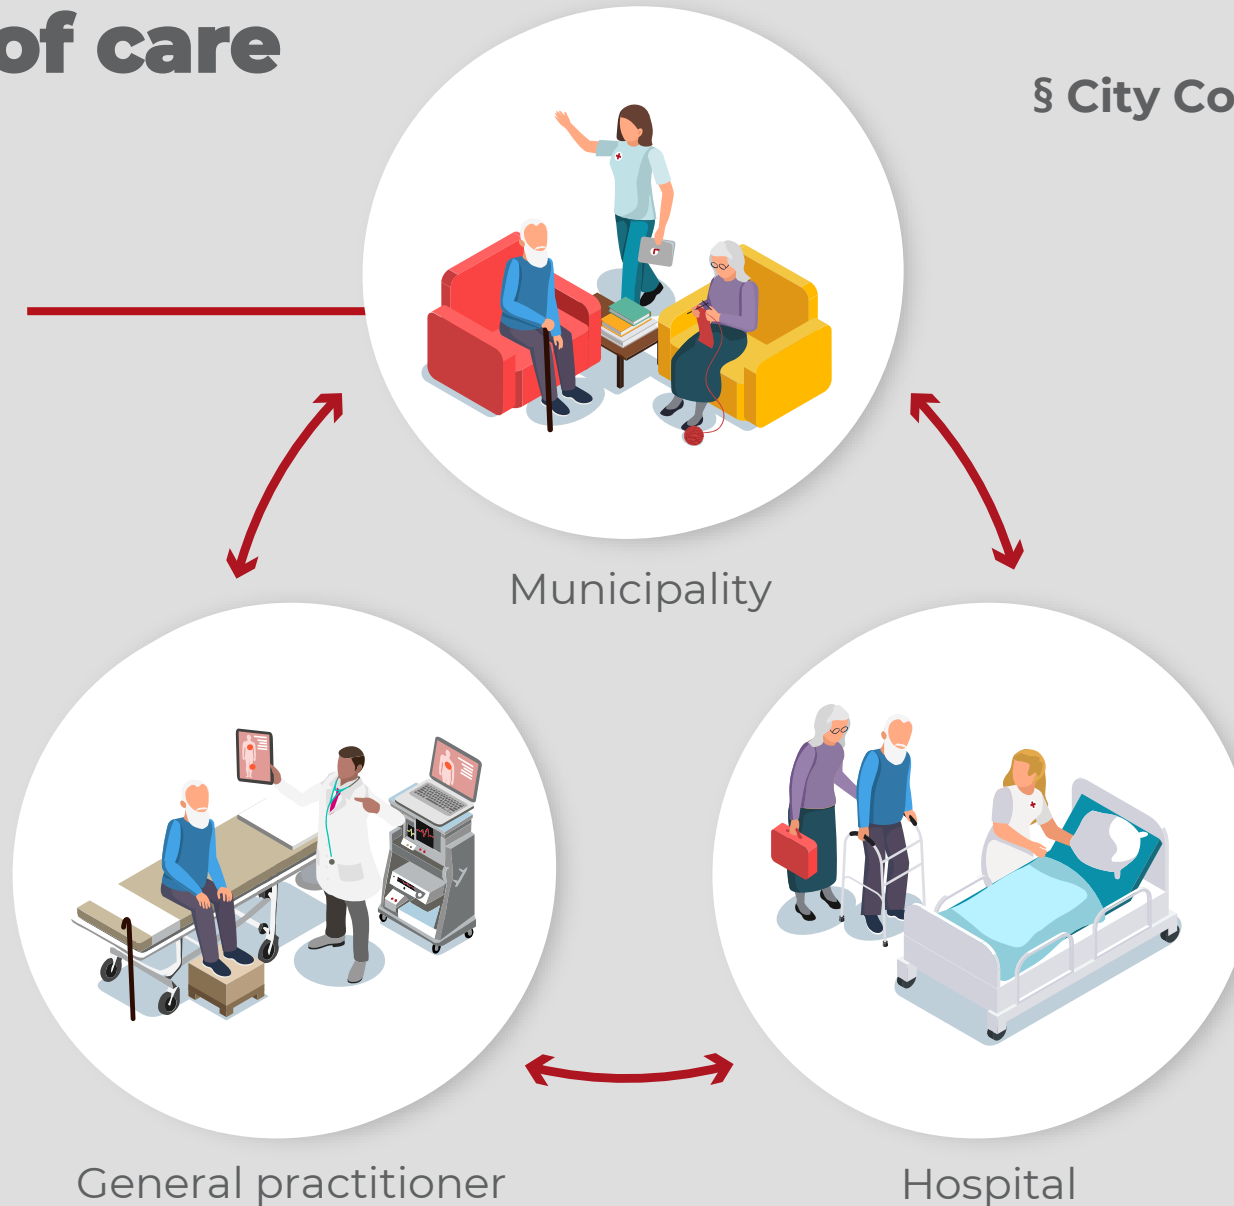 of care
§ City Co
Municipality
General practitioner
Hospital